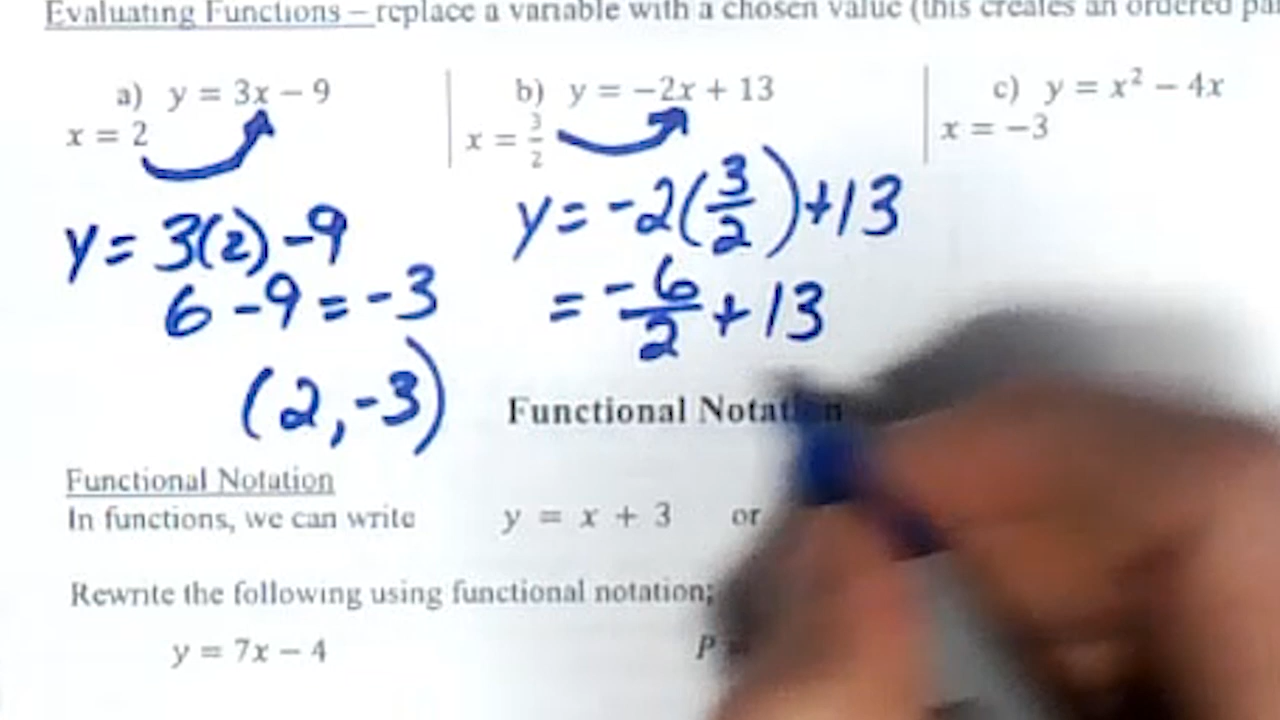 Evaluating Functions – replace a variable with a chosen value (this creates an ordered
a) y = 3x – 9
x = 2
y = 3(2) - 9
6 - 9 = -3
(2, -3)
b) y = −2x + 13
x = 3/2
y = -2(3/2) + 13
= -6/2 + 13
c) y = x² − 4x
x = −3
Functional Notation
Functional Notation
In functions, we can write y = x + 3 or
Rewrite the following using functional notation;
y = 7x − 4 P